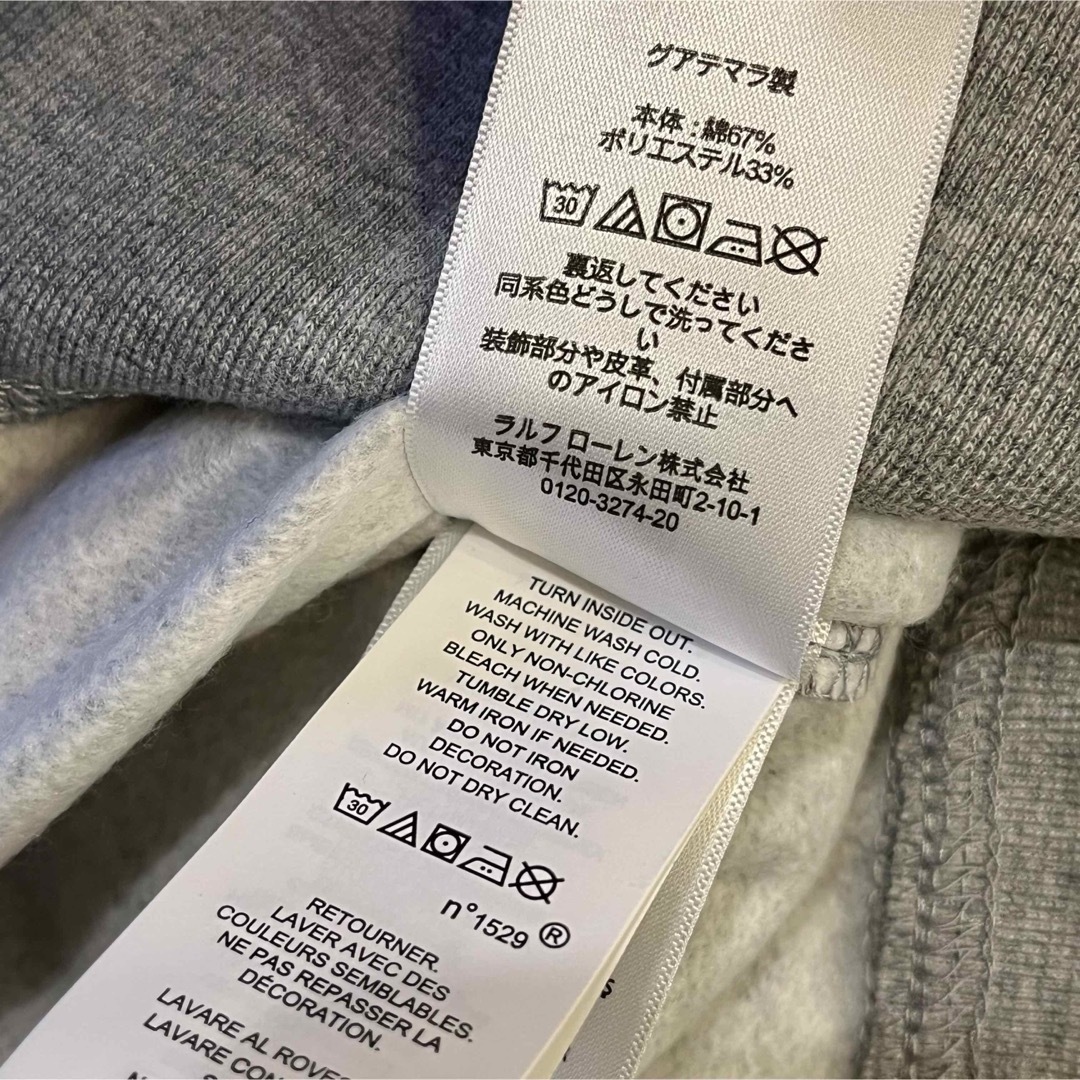 グアテマラ製
本体 : 綿67%
ポリエステル33%
30
裏返してください
同系色どうしで洗ってくださ
い
装飾部分や皮革、付属部分へ
のアイロン禁止
ラルフ ローレン株式会社
東京都千代田区永田町2-10-1
0120-3274-20
TURN INSIDE OUT.
MACHINE WASH COLD.
WASH WITH LIKE COLORS.
ONLY NON-CHLORINE
BLEACH WHEN NEEDED.
TUMBLE DRY LOW.
WARM IRON IF NEEDED.
DO NOT IRON
DECORATION.
DO NOT DRY CLEAN.
30
n°1529 ®
RETOURNER.
LAVER AVEC DES
COULEURS SEMBLABLES.
NE PAS REPASSER LA
DÉCORATION.
LAVARE AL ROVES
LAVARE CON